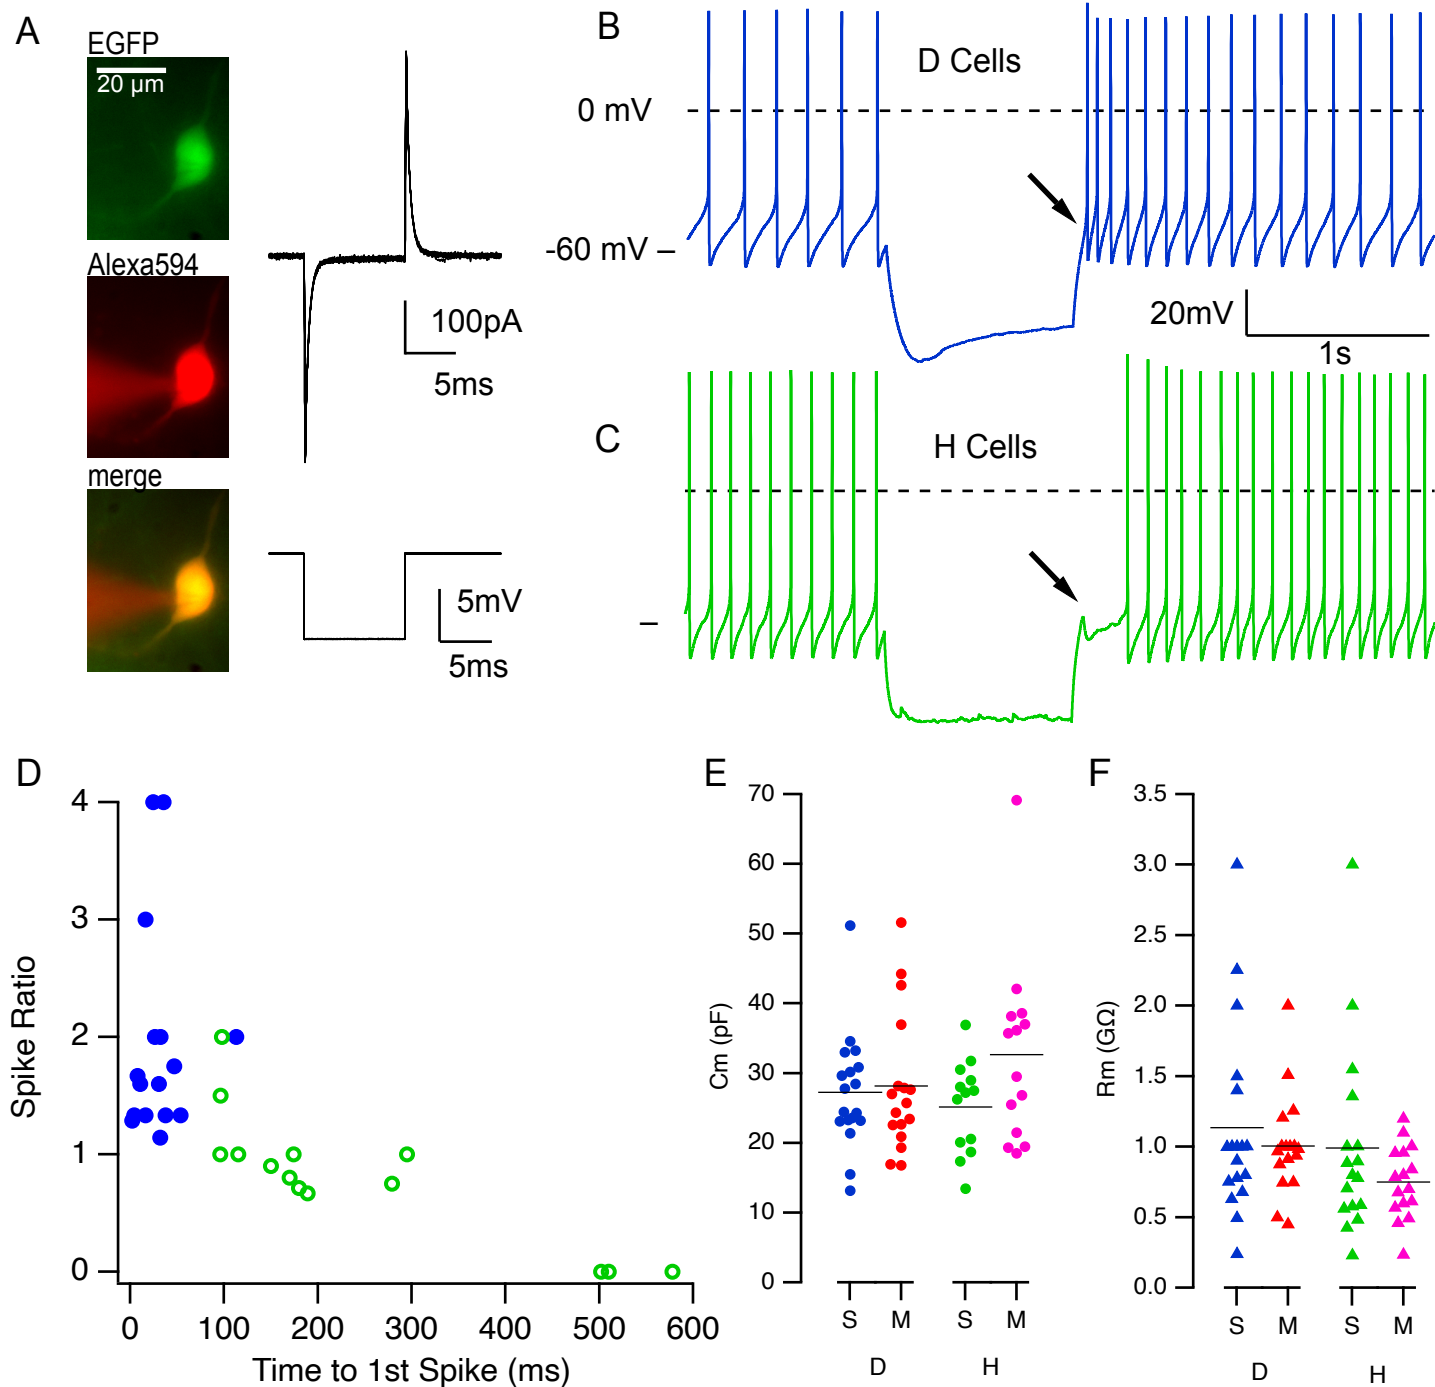 A
EGFP
20 µm
Alexa594
merge
100pA
5ms
5mV
5ms
B
D Cells
0 mV
-60 mV –
20mV
1s
C
H Cells
–
D
4
3
2
1
0
Spike Ratio
0 100 200 300 400 500 600
Time to 1st Spike (ms)
E
70
60
50
40
30
20
10
0
Cm (pF)
S M S M
D H
F
3.5
3.0
2.5
2.0
1.5
1.0
0.5
0.0
Rm (GΩ)
S M S M
D H